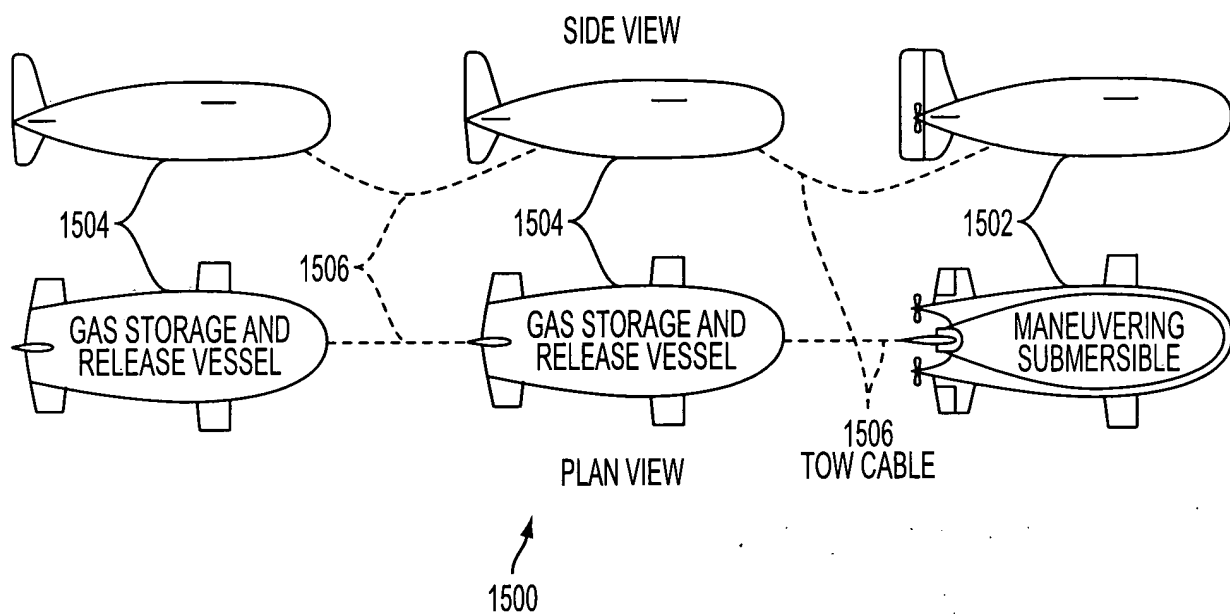 SIDE VIEW
1504
1506
1504
1502
GAS STORAGE AND
RELEASE VESSEL
GAS STORAGE AND
RELEASE VESSEL
MANEUVERING
SUBMERSIBLE
1506
TOW CABLE
PLAN VIEW
1500